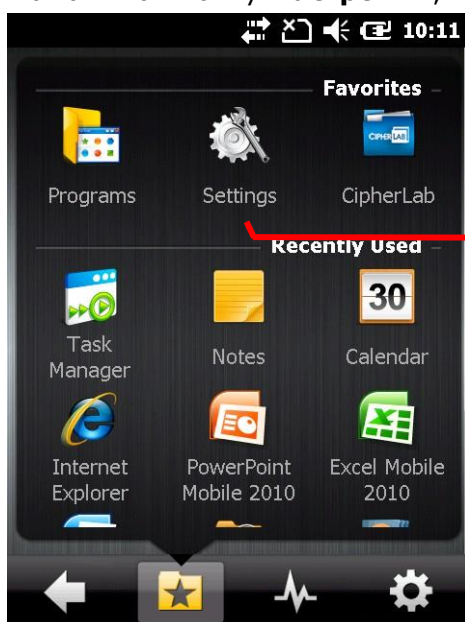 10:11
Favorites
Programs Settings CipherLab
CIPHERLAB
Recently Used
30
Task
Manager Notes Calendar
Internet PowerPoint Excel Mobile
Explorer Mobile 2010 2010